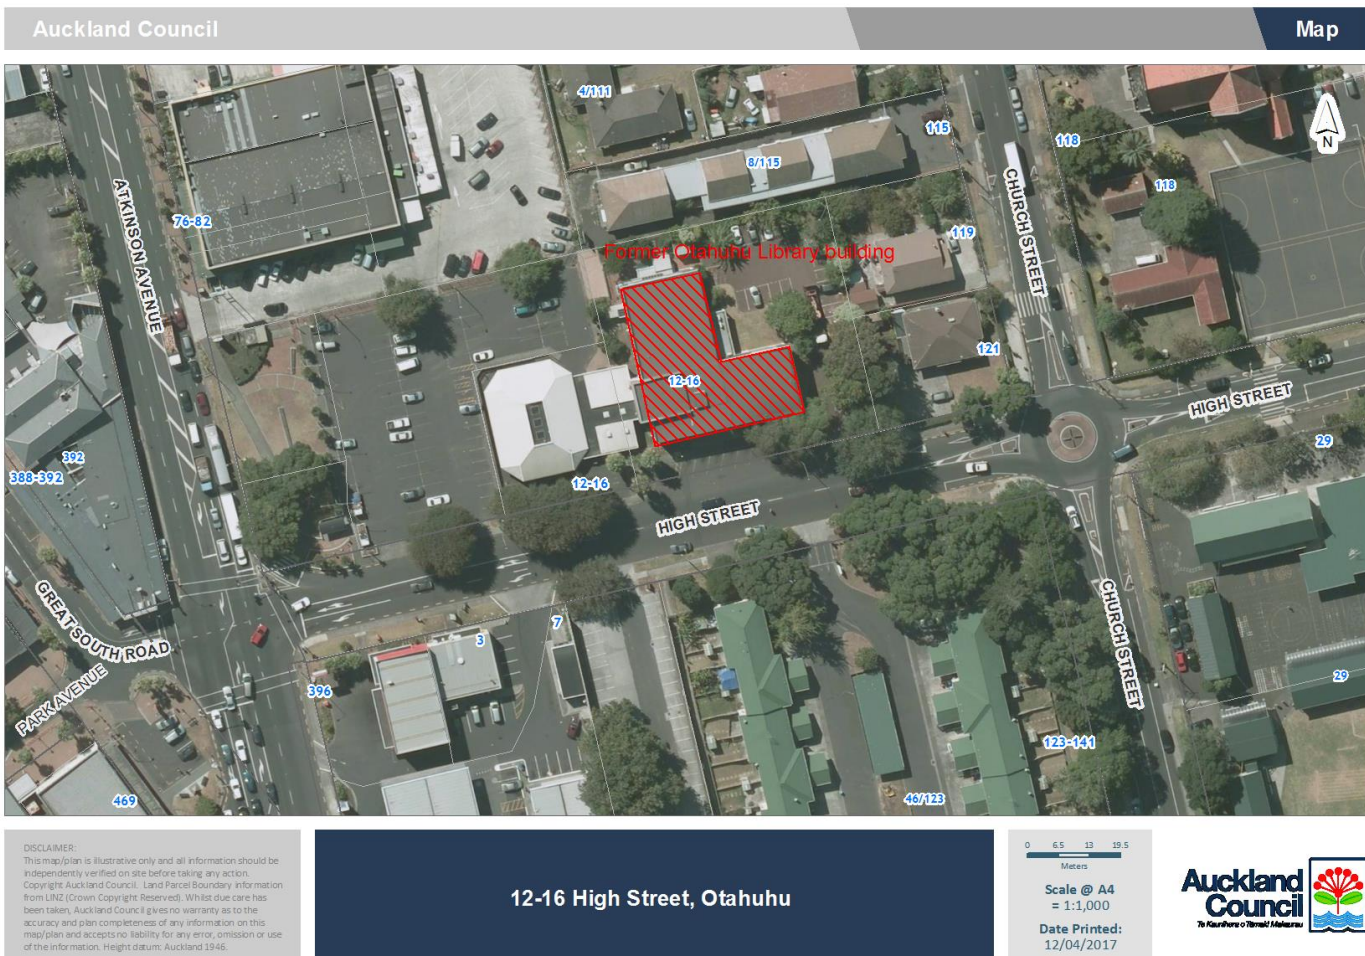 Auckland Council
Map
4/111
115
118
8/115
118
N
CHURCH STREET
ATKINSON AVENUE
76-82
119
Former Otahuhu Library building
121
12-16
HIGH STREET
29
392
388-392
12-16
HIGH STREET
GREAT SOUTH ROAD
CHURCH STREET
7
3
PARK AVENUE
396
29
123-141
469
46/123
DISCLAIMER:
This map/plan is illustrative only and all information should be
independently verified on site before taking any action.
Copyright Auckland Council. Land Parcel Boundary information
from LINZ (Crown Copyright Reserved). Whilst due care has
been taken, Auckland Council gives no warranty as to the
accuracy and plan completeness of any information on this
map/plan and accepts no liability for any error, omission or use
of the information. Height datum: Auckland 1946.
12-16 High Street, Otahuhu
0 6.5 13 19.5
Meters
Scale @ A4
= 1:1,000
Date Printed:
12/04/2017
Auckland
Council
Te Kaunihera o Tāmaki Makaurau